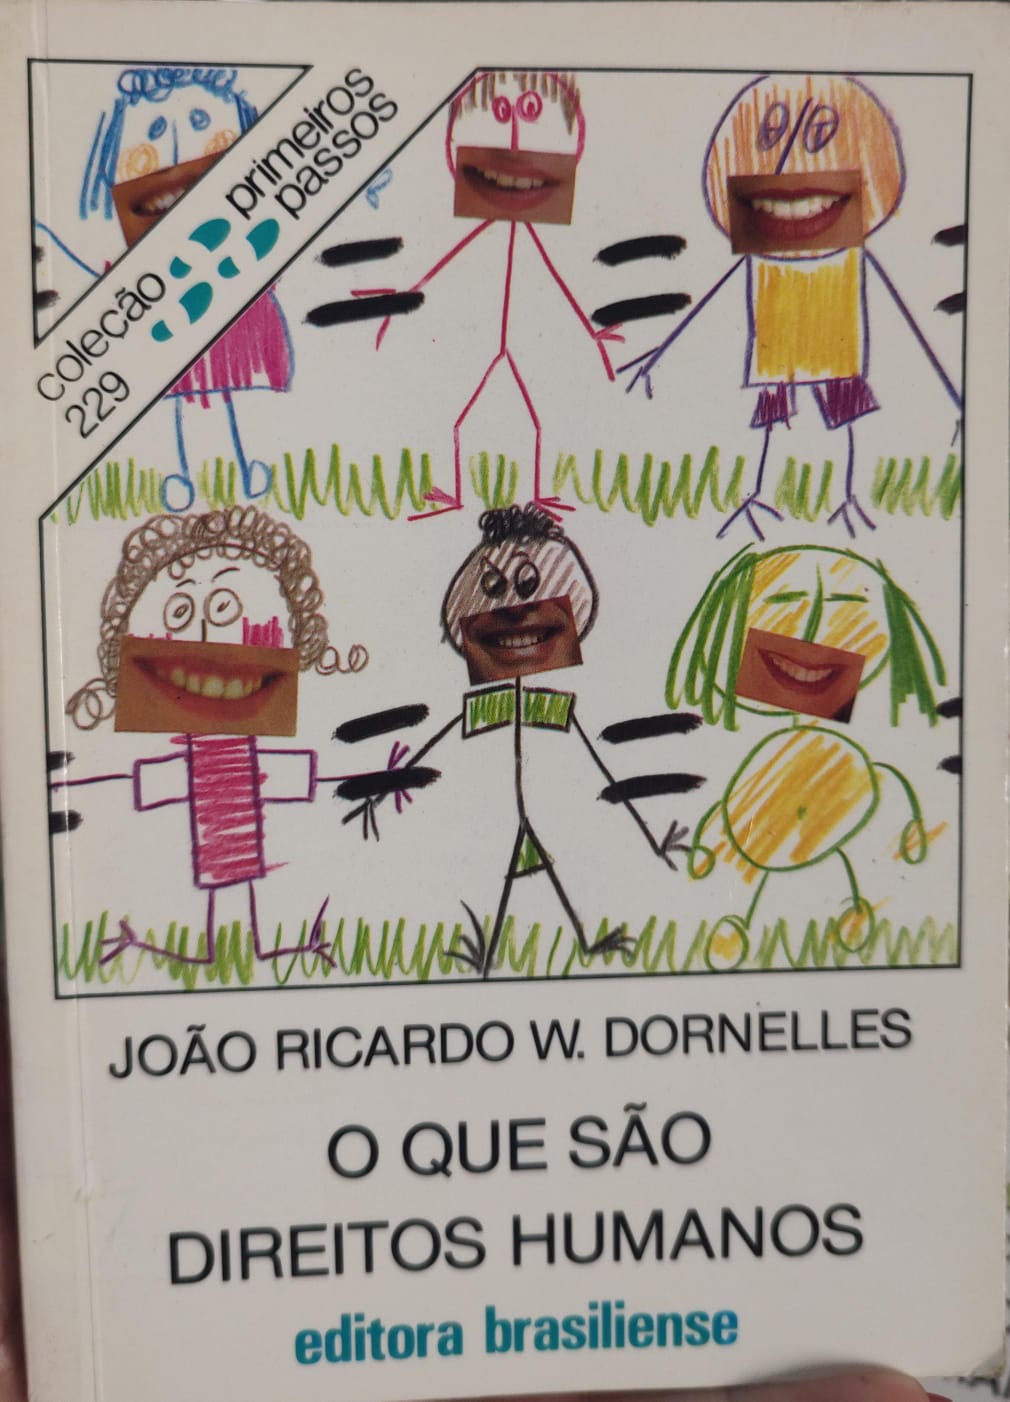 coleção primeiros
229 passos
JOÃO RICARDO W. DORNELLES
O QUE SÃO
DIREITOS HUMANOS
editora brasiliense